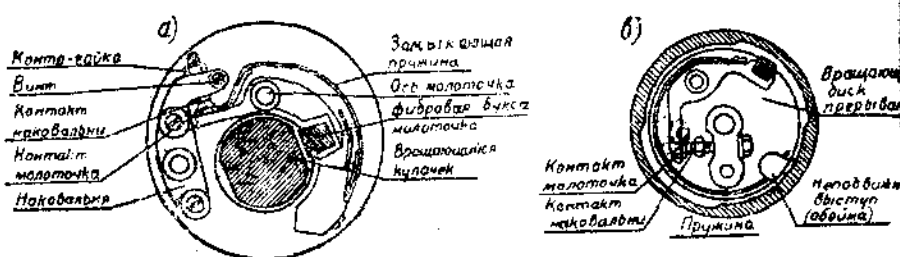 а)
Контр-гайка
Винт
Контакт
наковальни
Контакт
молоточка
Наковальня
Замыкающая
пружина
Ось молоточка
фибровая букса
молоточка
Вращающийся
кулачек
в)
Контакт
молоточка
Контакт
наковальни
Пружина
Вращающ
диск
прерыват
Неподвижн
выступ
(обойма)